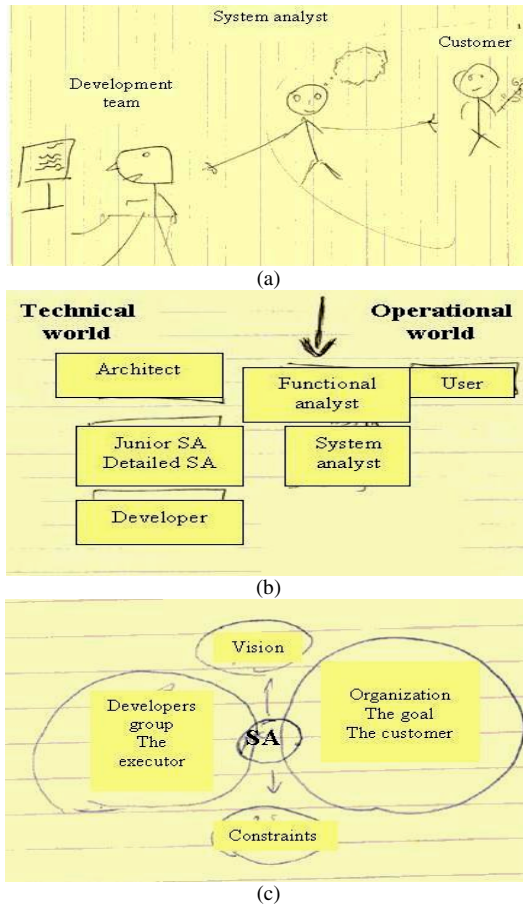 System analyst
Customer
Development
team
(a)
Technical
world
Operational
world
Architect
Functional
analyst
User
Junior SA
Detailed SA
System
analyst
Developer
(b)
Vision
Developers
group
The
executor
SA
Organization
The goal
The customer
Constraints
(c)